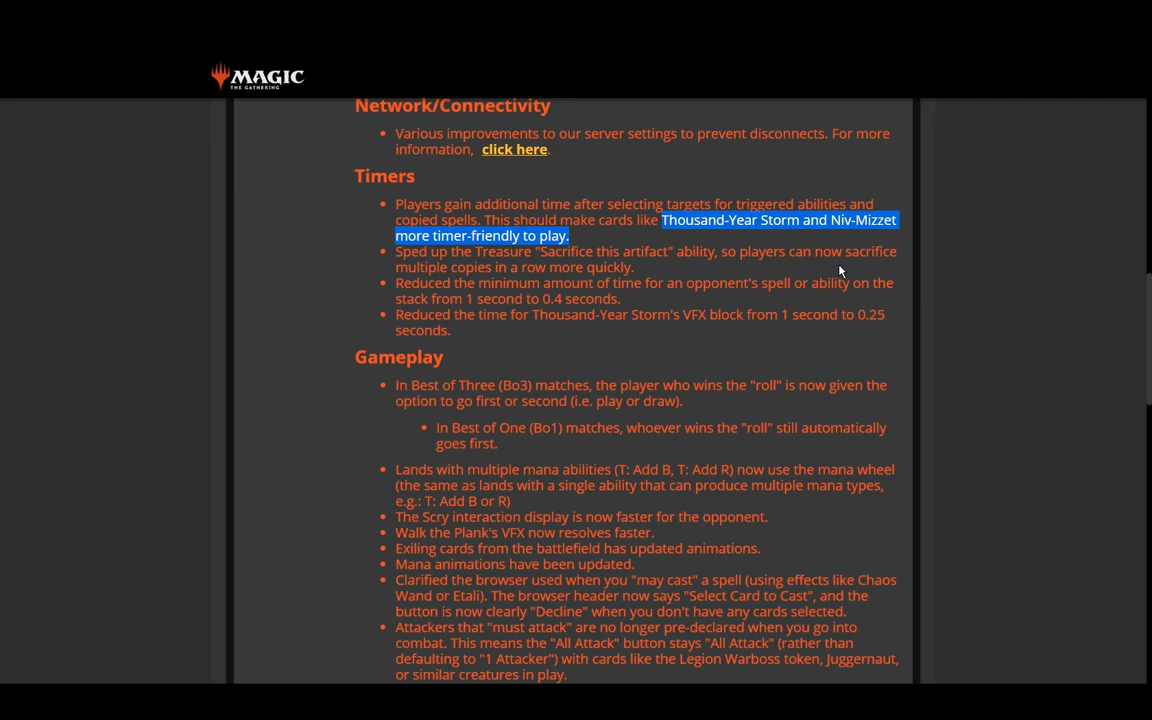 MAGIC
THE GATHERING
Network/Connectivity
• Various improvements to our server settings to prevent disconnects. For more
information, click here.
Timers
• Players gain additional time after selecting targets for triggered abilities and
copied spells. This should make cards like Thousand-Year Storm and Niv-Mizzet
more timer-friendly to play.
• Sped up the Treasure "Sacrifice this artifact" ability, so players can now sacrifice
multiple copies in a row more quickly.
• Reduced the minimum amount of time for an opponent's spell or ability on the
stack from 1 second to 0.4 seconds.
• Reduced the time for Thousand-Year Storm's VFX block from 1 second to 0.25
seconds.
Gameplay
• In Best of Three (Bo3) matches, the player who wins the "roll" is now given the
option to go first or second (i.e. play or draw).
• In Best of One (Bo1) matches, whoever wins the "roll" still automatically
goes first.
• Lands with multiple mana abilities (T: Add B, T: Add R) now use the mana wheel
(the same as lands with a single ability that can produce multiple mana types,
e.g.: T: Add B or R)
• The Scry interaction display is now faster for the opponent.
• Walk the Plank's VFX now resolves faster.
• Exiling cards from the battlefield has updated animations.
• Mana animations have been updated.
• Clarified the browser used when you "may cast" a spell (using effects like Chaos
Wand or Etali). The browser header now says "Select Card to Cast", and the
button is now clearly "Decline" when you don't have any cards selected.
• Attackers that "must attack" are no longer pre-declared when you go into
combat. This means the "All Attack" button stays "All Attack" (rather than
defaulting to "1 Attacker") with cards like the Legion Warboss token, Juggernaut,
or similar creatures in play.